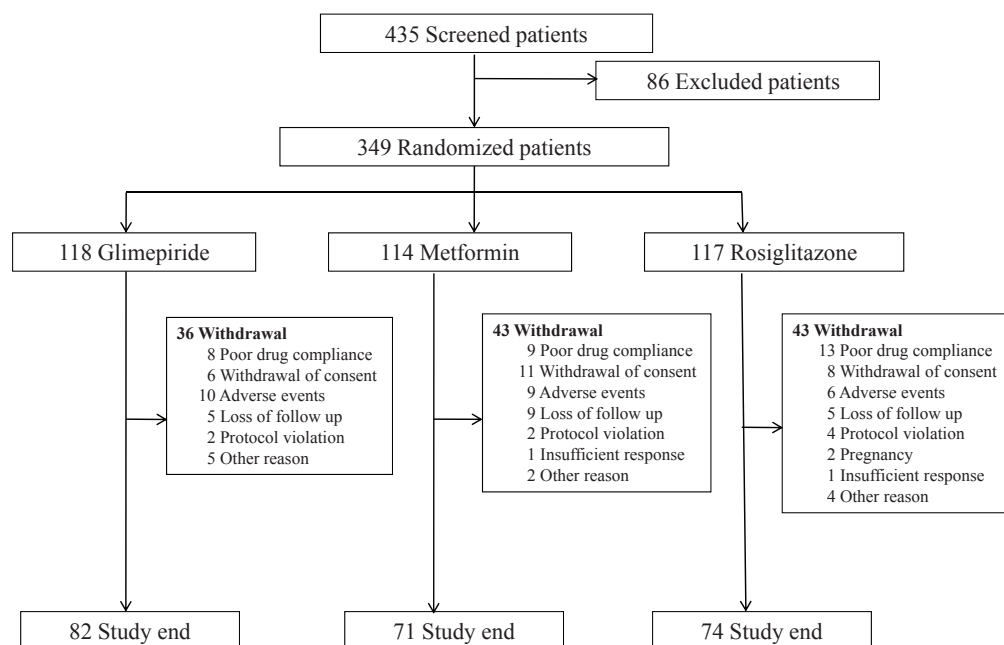 435 Screened patients
86 Excluded patients
349 Randomized patients
118 Glimepiride
114 Metformin
117 Rosiglitazone
36 Withdrawal
8 Poor drug compliance
6 Withdrawal of consent
10 Adverse events
5 Loss of follow up
2 Protocol violation
5 Other reason
43 Withdrawal
9 Poor drug compliance
11 Withdrawal of consent
9 Adverse events
9 Loss of follow up
2 Protocol violation
1 Insufficient response
2 Other reason
43 Withdrawal
13 Poor drug compliance
8 Withdrawal of consent
6 Adverse events
5 Loss of follow up
4 Protocol violation
2 Pregnancy
1 Insufficient response
4 Other reason
82 Study end
71 Study end
74 Study end